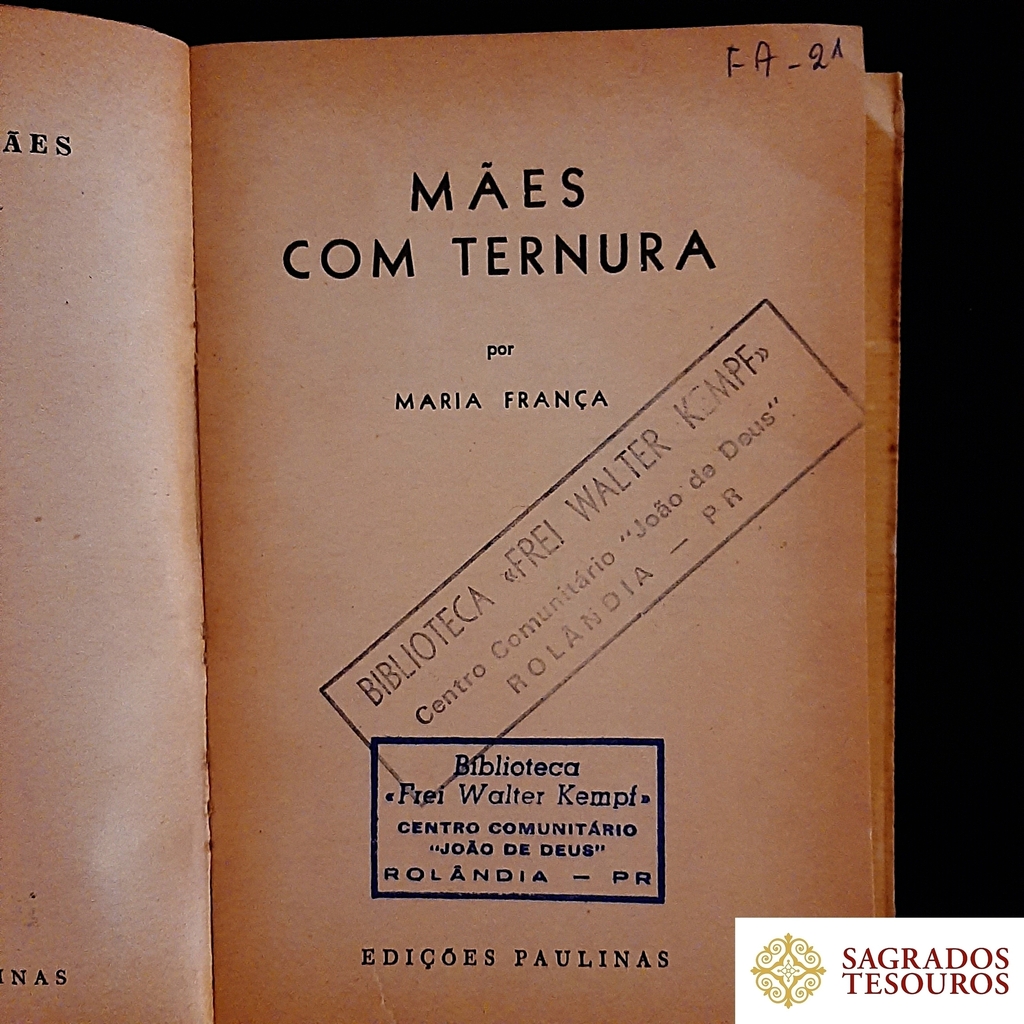 ÃES
INAS
FA-21
MÃES
COM TERNURA
por
MARIA FRANÇA
BIBLIOTECA «FREI WALTER KEMPF»
Centro Comunitário "João de Deus"
ROLÂNDIA - PR
Biblioteca
«Frei Walter Kempf»
CENTRO COMUNITÁRIO
"JOÃO DE DEUS"
ROLÂNDIA - PR
EDIÇÕES PAULINAS
SAGRADOS
TESOUROS